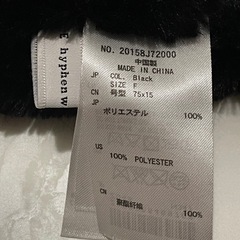 E hyphen w
NO. 20158J72000
中国製
MADE IN CHINA
JP COL. Black
JP SIZE F
CN 号型 75x15
JP
ポリエステル
100%
US
100% POLYESTER
CN
聚酯纤维
100%